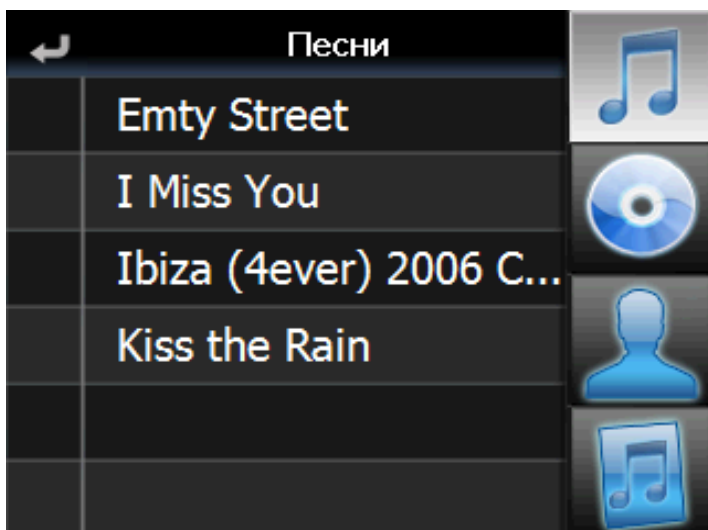 Песни
Emty Street
I Miss You
Ibiza (4ever) 2006 C...
Kiss the Rain